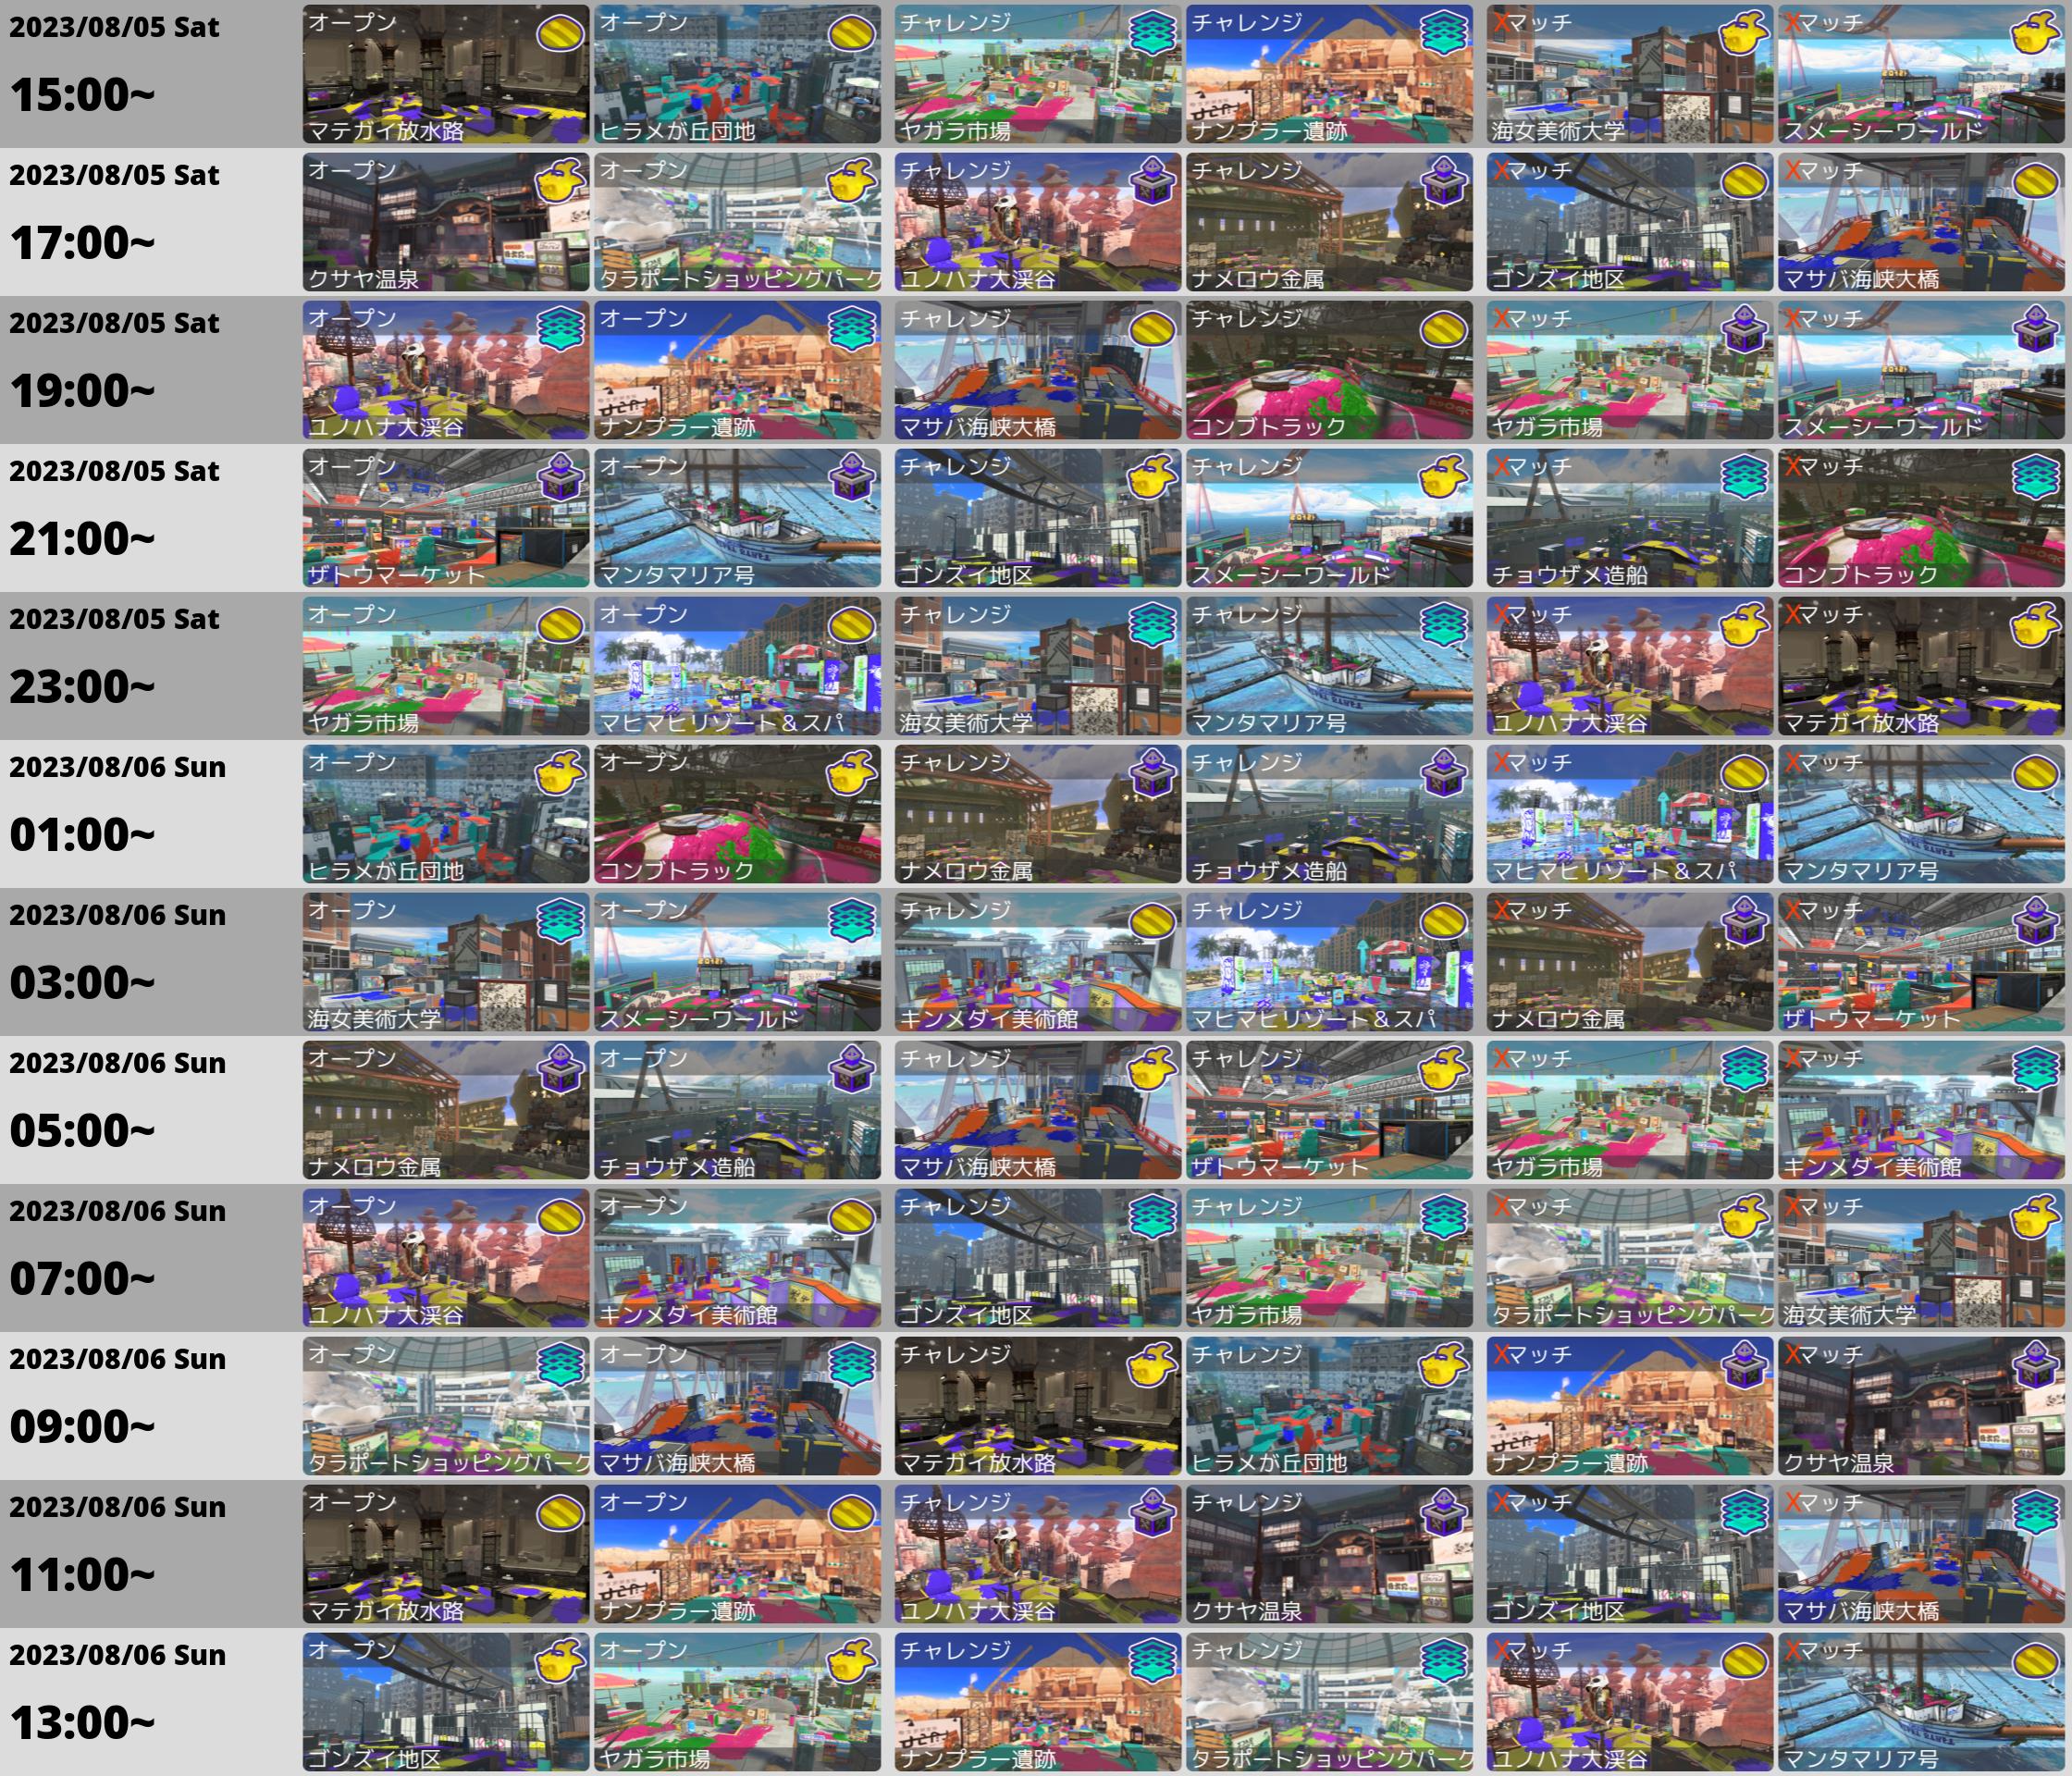 2023/08/05 Sat
15:00~
オープン オープン チャレンジ チャレンジ Xマッチ Xマッチ
マテガイ放水路 ヒラメが丘団地 ヤガラ市場 ナンプラー遺跡 海女美術大学 スメーシーワールド
2023/08/05 Sat
17:00~
オープン オープン チャレンジ チャレンジ Xマッチ Xマッチ
クサヤ温泉 タラポートショッピングパーク ユノハナ大渓谷 ナメロウ金属 ゴンズイ地区 マサバ海峡大橋
2023/08/05 Sat
19:00~
オープン オープン チャレンジ チャレンジ Xマッチ Xマッチ
ユノハナ大渓谷 ナンプラー遺跡 マサバ海峡大橋 コンブトラック ヤガラ市場 スメーシーワールド
2023/08/05 Sat
21:00~
オープン オープン チャレンジ チャレンジ Xマッチ Xマッチ
ザトウマーケット マンタマリア号 ゴンズイ地区 スメーシーワールド チョウザメ造船 コンブトラック
2023/08/05 Sat
23:00~
オープン オープン チャレンジ チャレンジ Xマッチ Xマッチ
ヤガラ市場 マヒマヒリゾート＆スパ 海女美術大学 マンタマリア号 ユノハナ大渓谷 マテガイ放水路
2023/08/06 Sun
01:00~
オープン オープン チャレンジ チャレンジ Xマッチ Xマッチ
ヒラメが丘団地 コンブトラック ナメロウ金属 チョウザメ造船 マヒマヒリゾート＆スパ マンタマリア号
2023/08/06 Sun
03:00~
オープン オープン チャレンジ チャレンジ Xマッチ Xマッチ
海女美術大学 スメーシーワールド キンメダイ美術館 マヒマヒリゾート＆スパ ナメロウ金属 ザトウマーケット
2023/08/06 Sun
05:00~
オープン オープン チャレンジ チャレンジ Xマッチ Xマッチ
ナメロウ金属 チョウザメ造船 マサバ海峡大橋 ザトウマーケット ヤガラ市場 キンメダイ美術館
2023/08/06 Sun
07:00~
オープン オープン チャレンジ チャレンジ Xマッチ Xマッチ
ユノハナ大渓谷 キンメダイ美術館 ゴンズイ地区 ヤガラ市場 タラポートショッピングパーク 海女美術大学
2023/08/06 Sun
09:00~
オープン オープン チャレンジ チャレンジ Xマッチ Xマッチ
タラポートショッピングパーク マサバ海峡大橋 マテガイ放水路 ヒラメが丘団地 ナンプラー遺跡 クサヤ温泉
2023/08/06 Sun
11:00~
オープン オープン チャレンジ チャレンジ Xマッチ Xマッチ
マテガイ放水路 ナンプラー遺跡 ユノハナ大渓谷 クサヤ温泉 ゴンズイ地区 マサバ海峡大橋
2023/08/06 Sun
13:00~
オープン オープン チャレンジ チャレンジ Xマッチ Xマッチ
ゴンズイ地区 ヤガラ市場 ナンプラー遺跡 タラポートショッピングパーク ユノハナ大渓谷 マンタマリア号